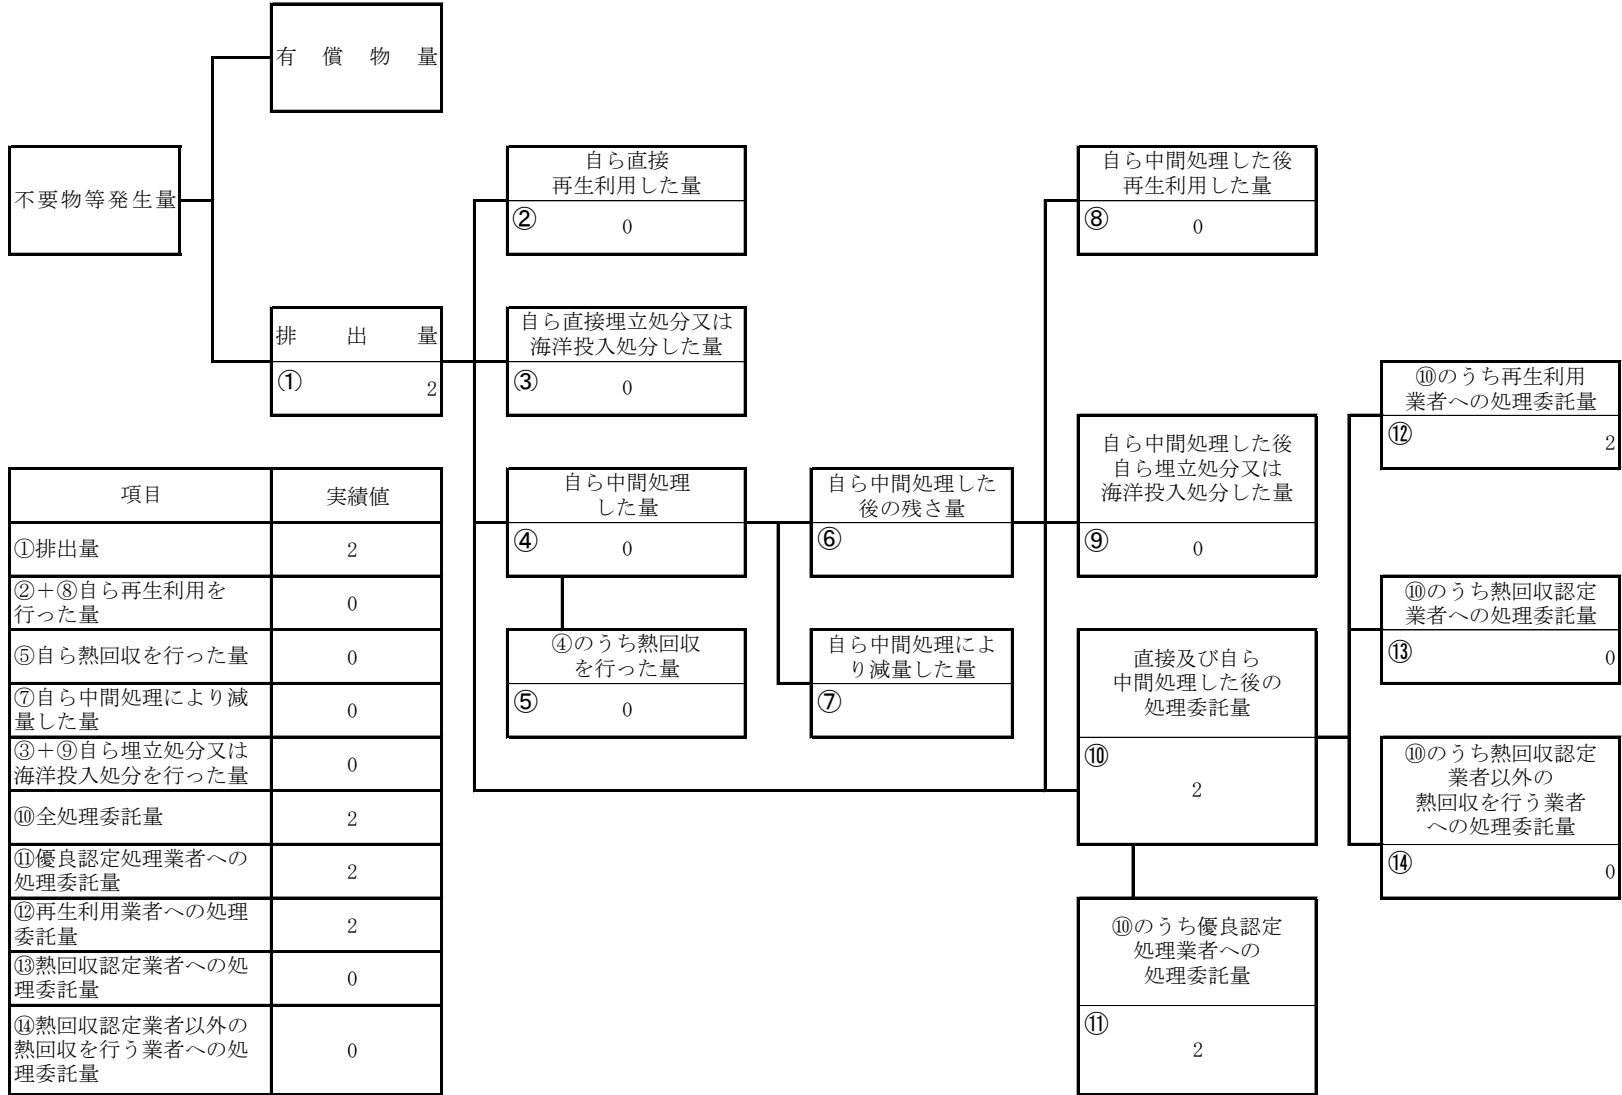 有償物量
不要物等発生量
排出量
① 2
自ら直接
再生利用した量
② 0
自ら直接埋立処分又は
海洋投入処分した量
③ 0
自ら中間処理
した量
④ 0
④のうち熱回収
を行った量
⑤ 0
自ら中間処理した
後の残さ量
⑥
自ら中間処理によ
り減量した量
⑦
自ら中間処理した後
再生利用した量
⑧ 0
自ら中間処理した後
自ら埋立処分又は
海洋投入処分した量
⑨ 0
直接及び自ら
中間処理した後の
処理委託量
⑩
2
⑩のうち優良認定
処理業者への
処理委託量
⑪
2
⑩のうち再生利用
業者への処理委託量
⑫ 2
⑩のうち熱回収認定
業者への処理委託量
⑬ 0
⑩のうち熱回収認定
業者以外の
熱回収を行う業者
への処理委託量
⑭ 0
項目 実績値
①排出量 2
②+⑧自ら再生利用を
行った量 0
⑤自ら熱回収を行った量 0
⑦自ら中間処理により減
量した量 0
③+⑨自ら埋立処分又は
海洋投入処分を行った量 0
⑩全処理委託量 2
⑪優良認定処理業者への
処理委託量 2
⑫再生利用業者への処理
委託量 2
⑬熱回収認定業者への処
理委託量 0
⑭熱回収認定業者以外の
熱回収を行う業者への処
理委託量 0